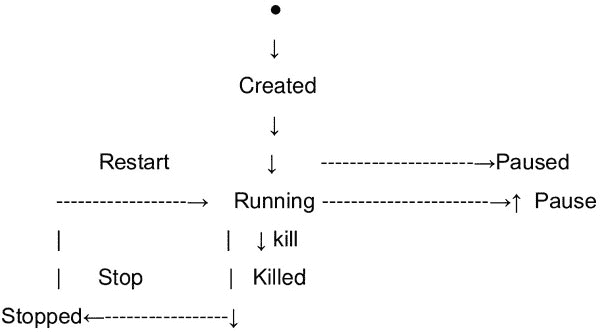 ●
↓
Created
↓
Restart ↓ ----------------------→Paused
-------------------→ Running ------------------------→↑ Pause
| | ↓ kill
| Stop | Killed
Stopped←------------------↓